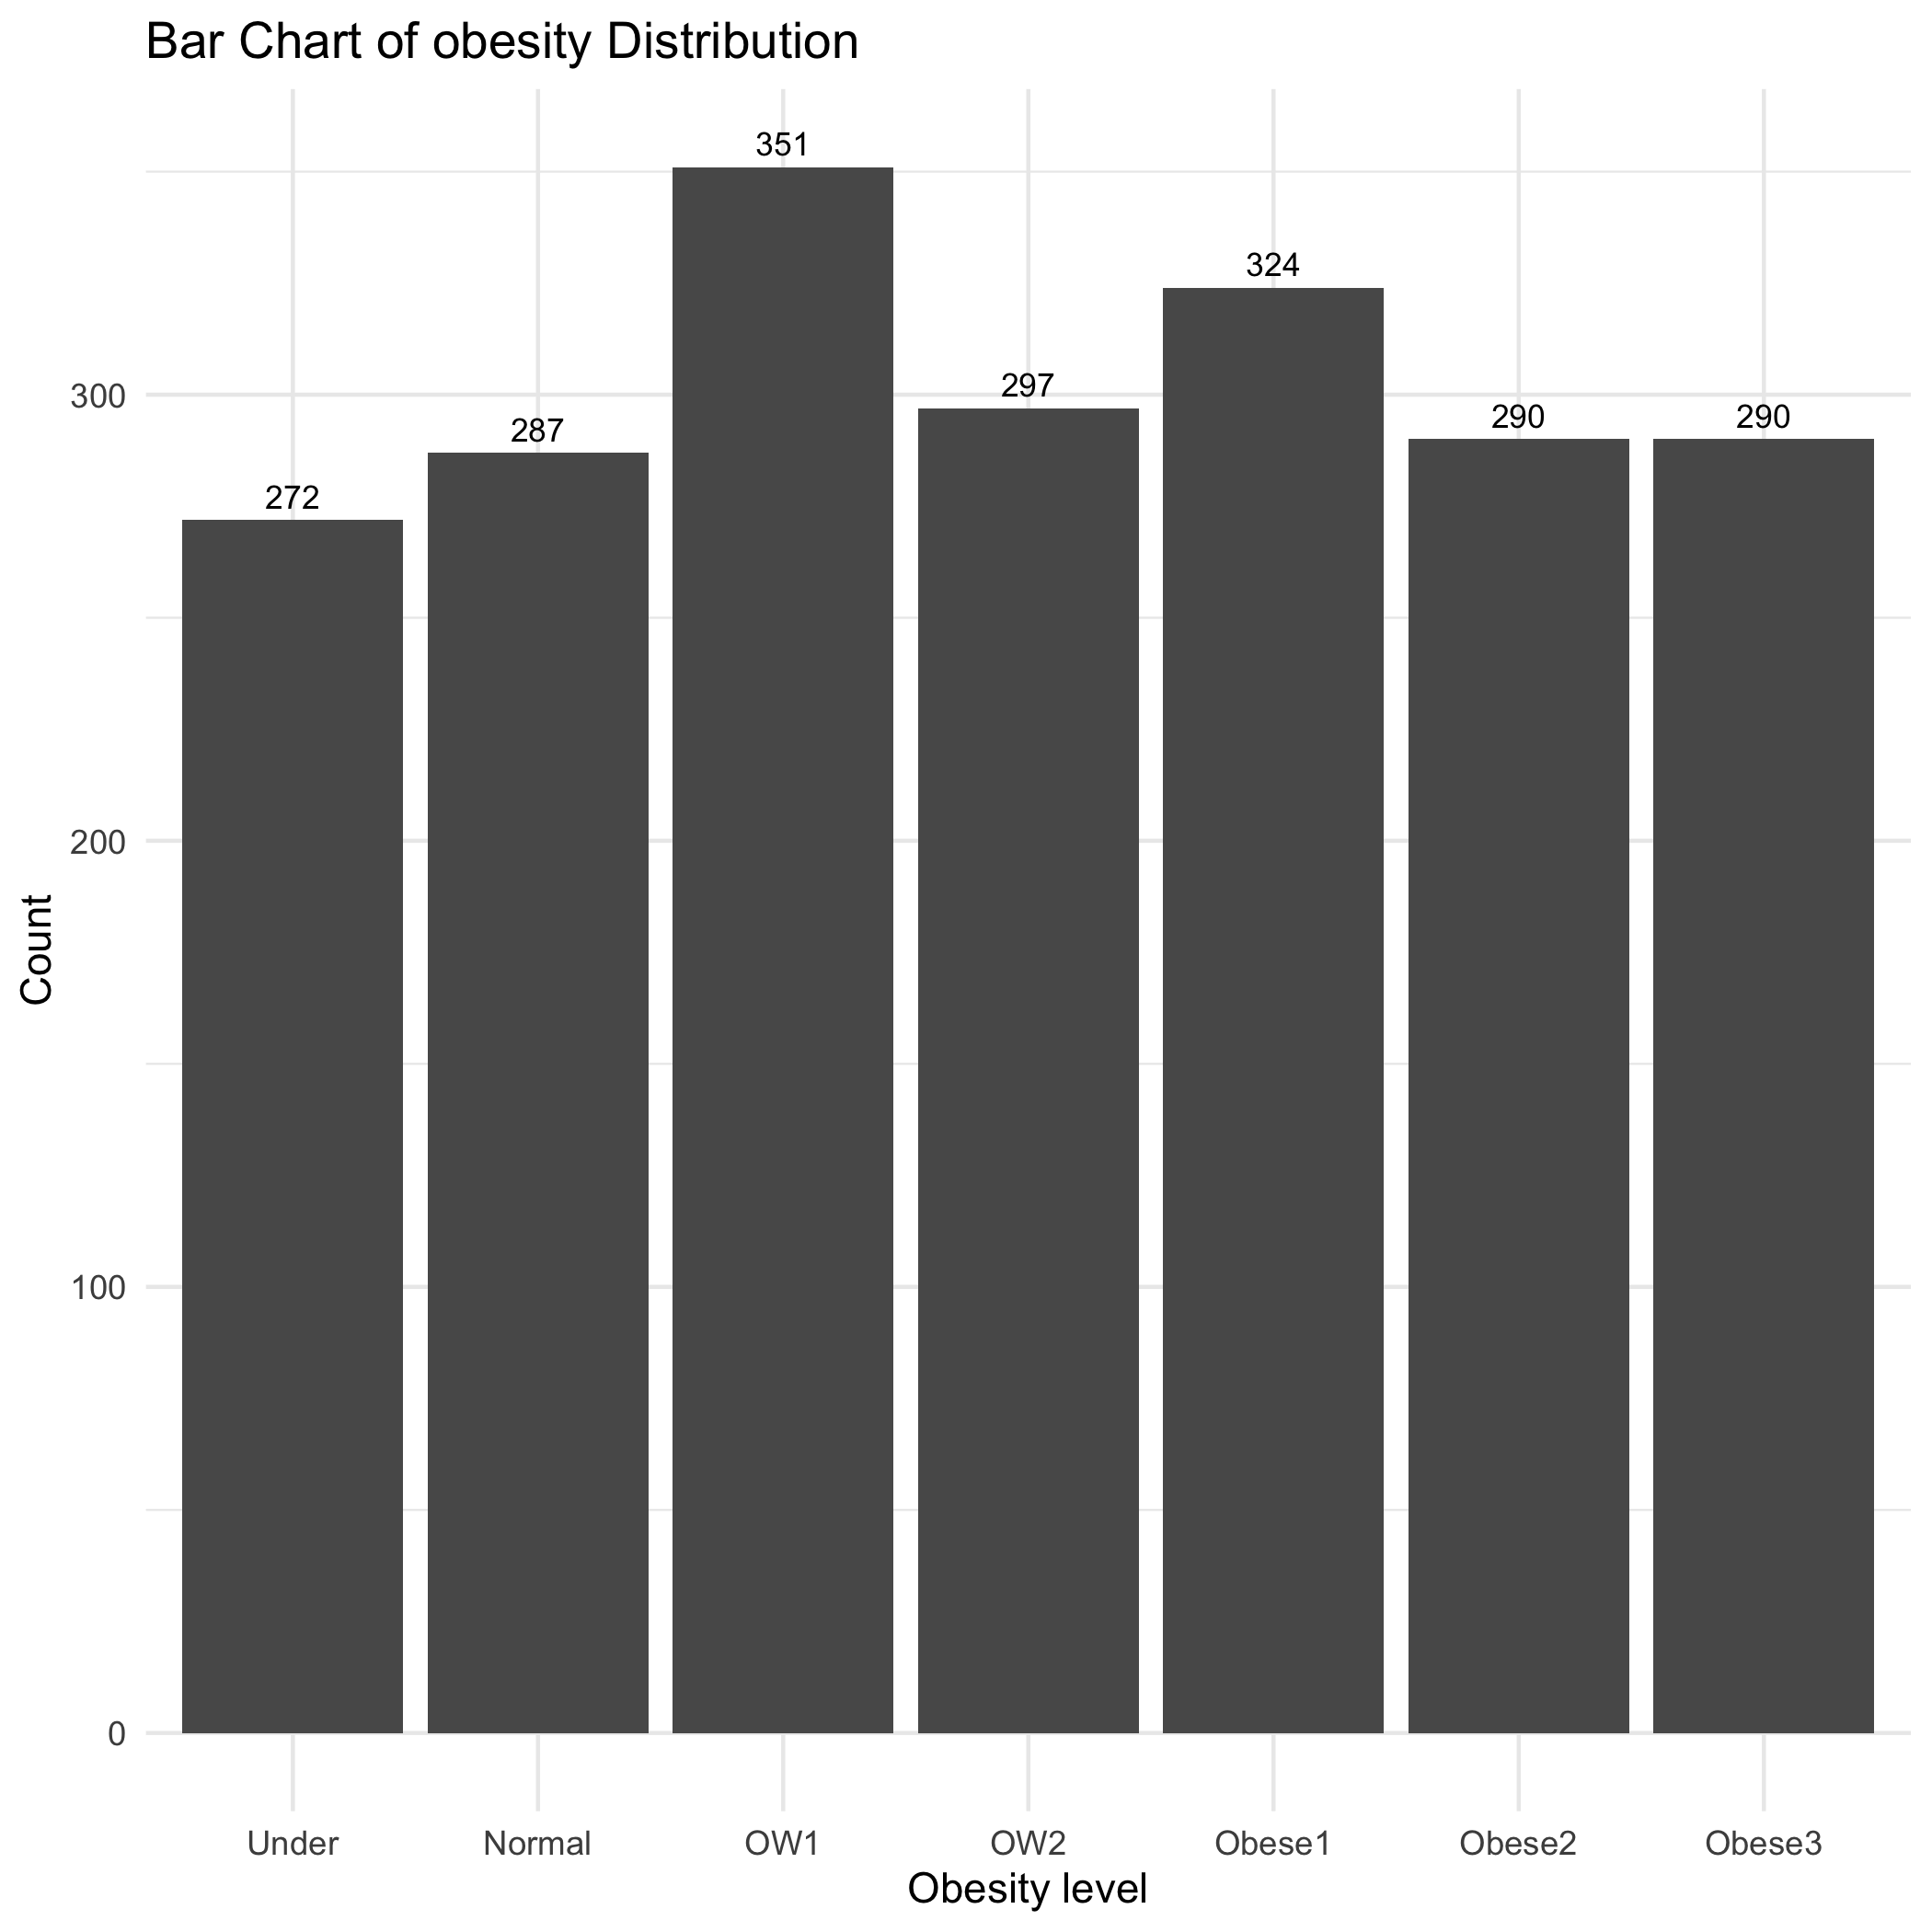 Bar Chart of obesity Distribution
351
324
300
297
290
290
287
272
200
Count
100
0
Under Normal OW1 OW2 Obese1 Obese2 Obese3
Obesity level